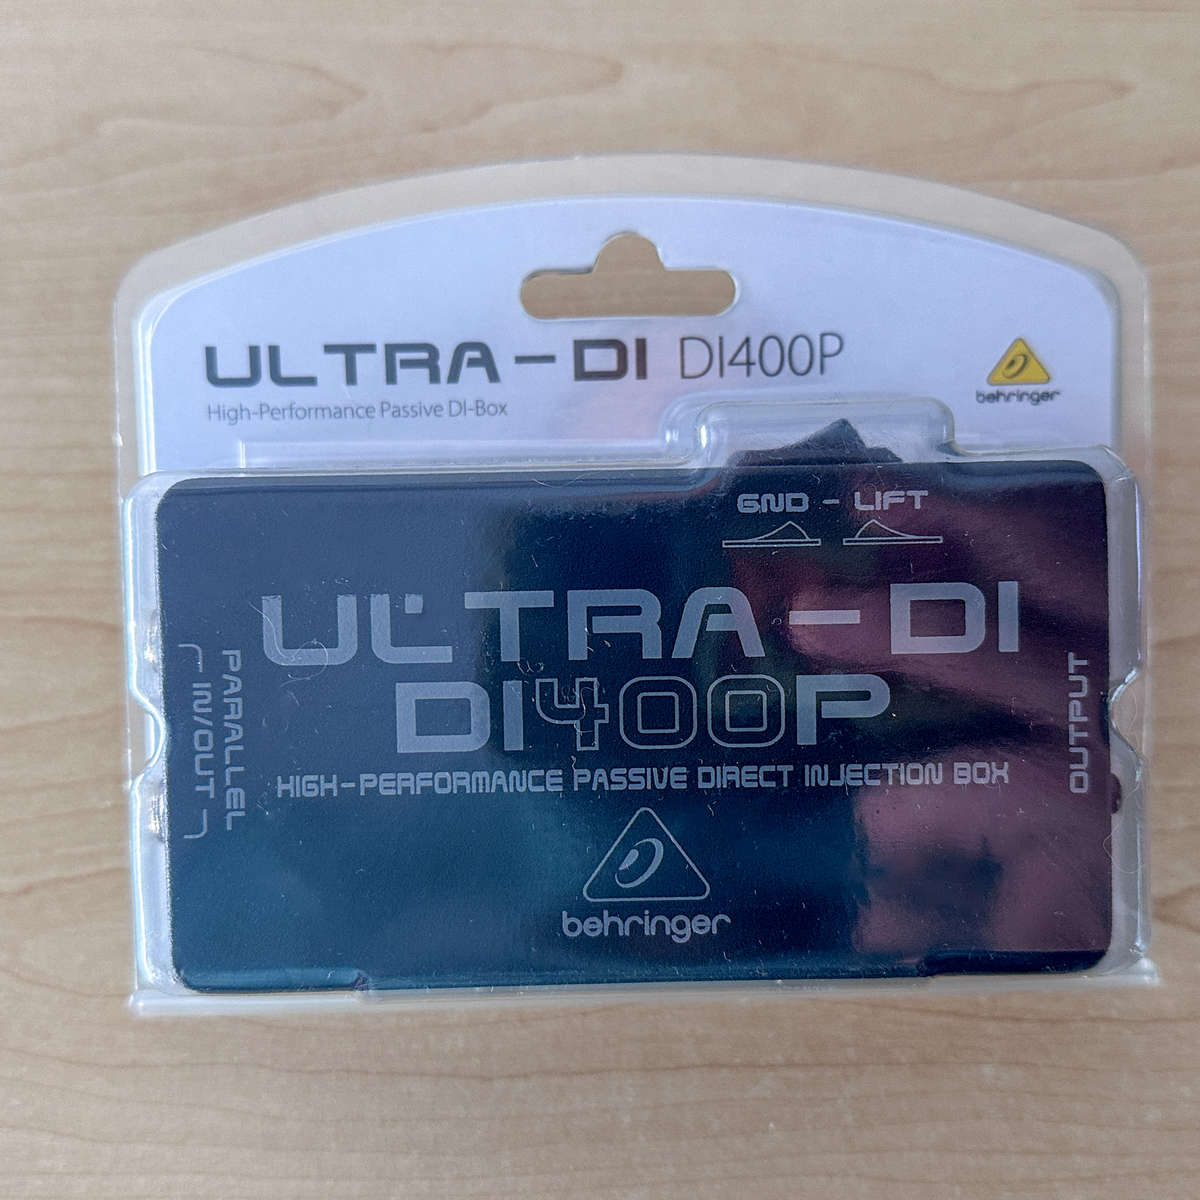 ULTRA-DI DI400P
High-Performance Passive DI-Box
behringer
GND - LIFT
ULTRA-DI
DI400P
HIGH-PERFORMANCE PASSIVE DIRECT INJECTION BOX
PARALLEL
IN/OUT
OUTPUT
behringer